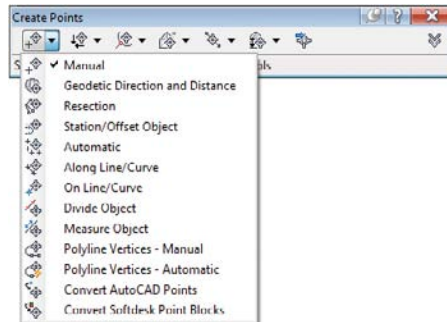 Create Points
Manual
Geodetic Direction and Distance
Resection
Station/Offset Object
Automatic
Along Line/Curve
On Line/Curve
Divide Object
Measure Object
Polyline Vertices - Manual
Polyline Vertices - Automatic
Convert AutoCAD Points
Convert Softdesk Point Blocks